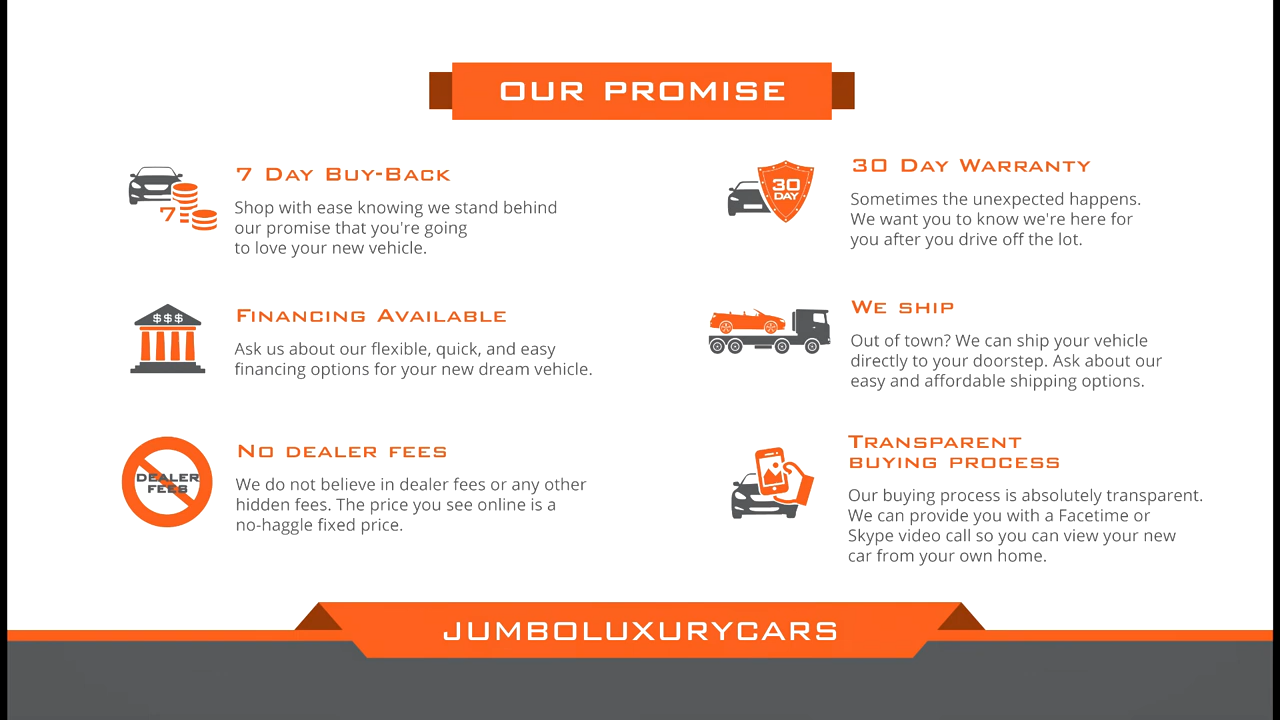 OUR PROMISE
7 DAY BUY-BACK
Shop with ease knowing we stand behind
our promise that you're going
to love your new vehicle.
7
30 DAY WARRANTY
Sometimes the unexpected happens.
We want you to know we're here for
you after you drive off the lot.
30
DAY
FINANCING AVAILABLE
Ask us about our flexible, quick, and easy
financing options for your new dream vehicle.
$$$
WE SHIP
Out of town? We can ship your vehicle
directly to your doorstep. Ask about our
easy and affordable shipping options.
NO DEALER FEES
We do not believe in dealer fees or any other
hidden fees. The price you see online is a
no-haggle fixed price.
DEALER
FEES
TRANSPARENT
BUYING PROCESS
Our buying process is absolutely transparent.
We can provide you with a Facetime or
Skype video call so you can view your new
car from your own home.
JUMBOLUXURYCARS